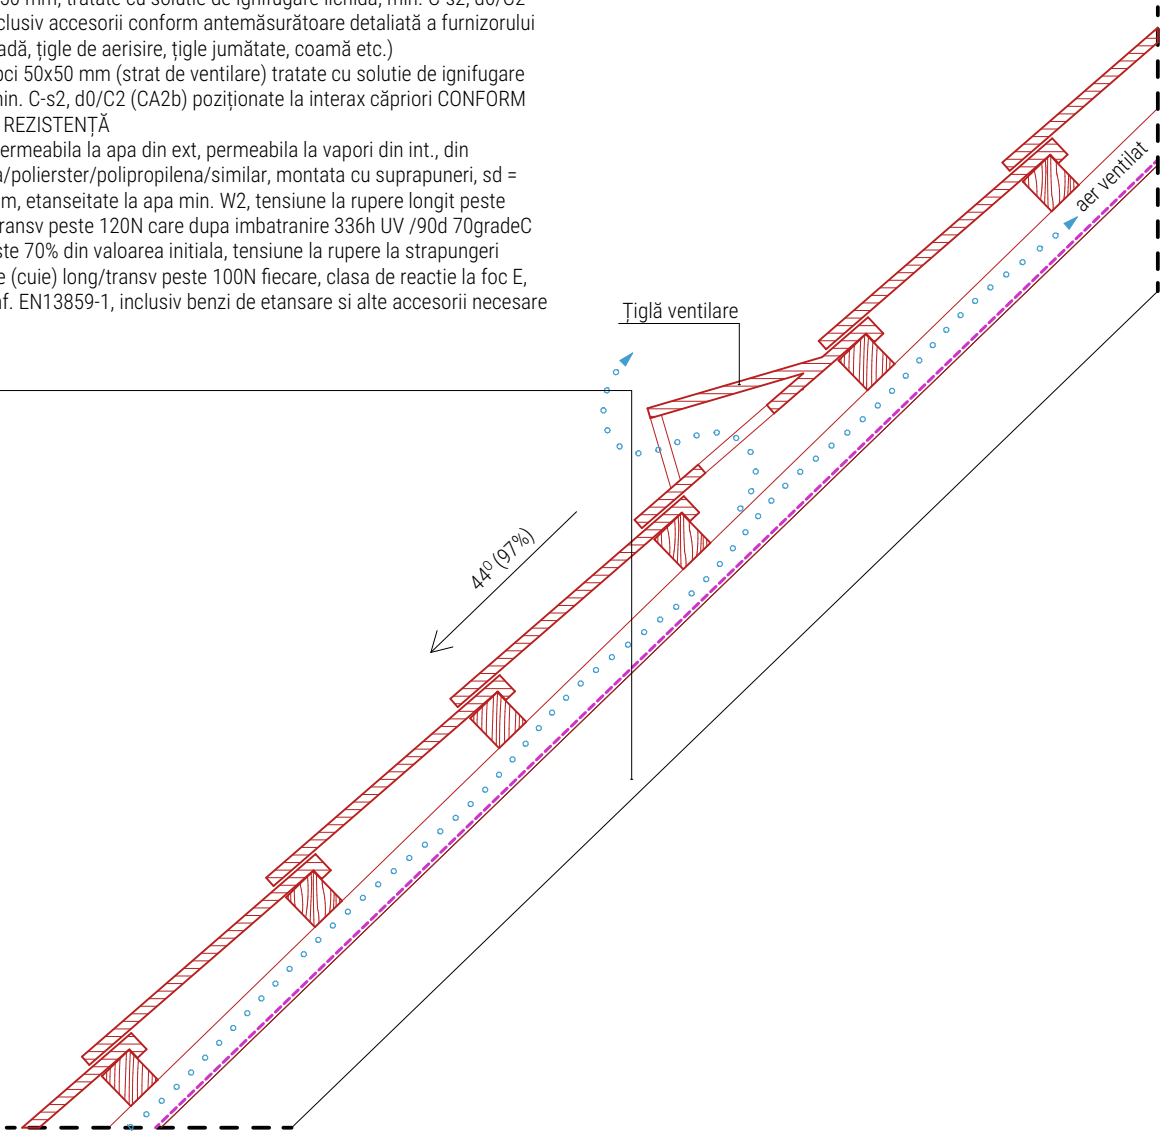 50 mm, tratate cu solutie de ignifugare lichida, min. C-s2, d0/C2
clusiv accesorii conform antemăsurătoare detaliată a furnizorului
adă, țigle de aerisire, țigle jumătate, coamă etc.)
ci 50x50 mm (strat de ventilare) tratate cu solutie de ignifugare
in. C-s2, d0/C2 (CA2b) poziționate la interax căpriori CONFORM
REZISTENȚĂ
ermeabila la apa din ext, permeabila la vapori din int., din
a/polierster/polipropilena/similar, montata cu suprapuneri, sd =
m, etanseitate la apa min. W2, tensiune la rupere longit peste
ransv peste 120N care dupa imbatranire 336h UV /90d 70gradeC
ste 70% din valoarea initiala, tensiune la rupere la strapungeri
e (cuie) long/transv peste 100N fiecare, clasa de reactie la foc E,
f. EN13859-1, inclusiv benzi de etansare si alte accesorii necesare
aer ventilat
Țiglă ventilare
44⁰ (97%)